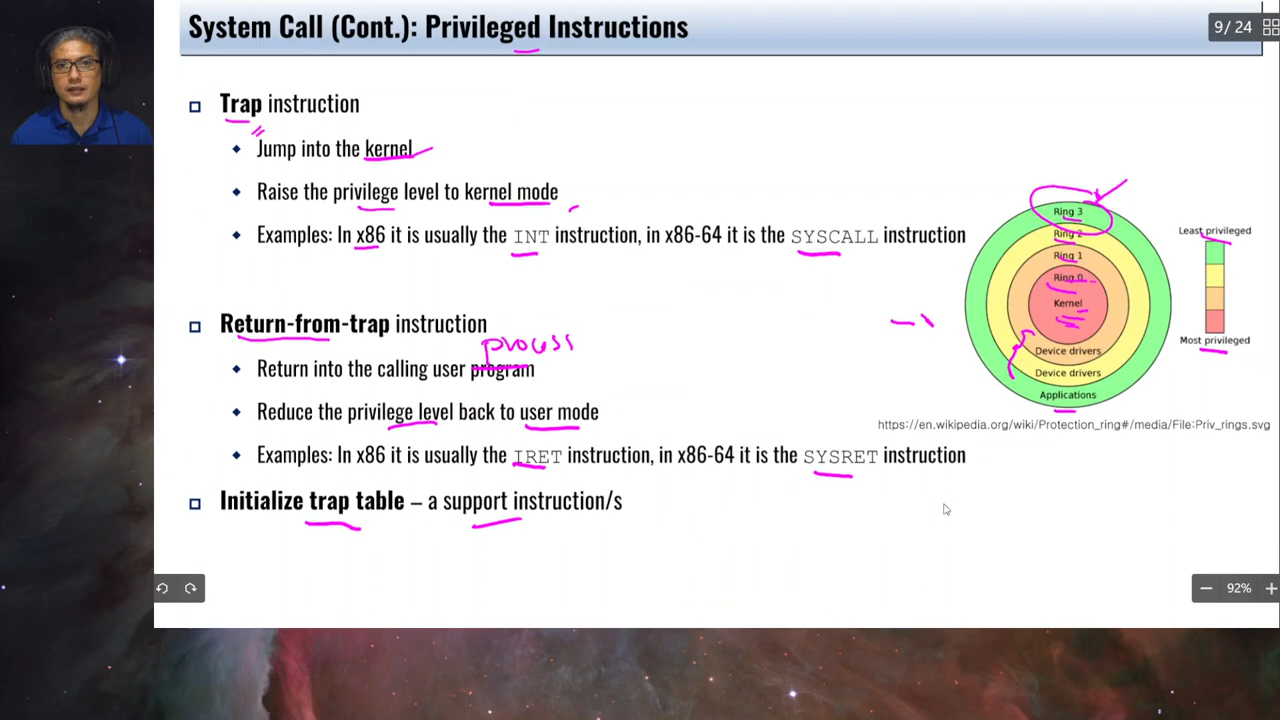 System Call (Cont.): Privileged Instructions
9 / 24
Trap instruction
Jump into the kernel
Raise the privilege level to kernel mode
Examples: In x86 it is usually the INT instruction, in x86-64 it is the SYSCALL instruction
Return-from-trap instruction
process
Return into the calling user program
Reduce the privilege level back to user mode
Examples: In x86 it is usually the IRET instruction, in x86-64 it is the SYSRET instruction
Initialize trap table – a support instruction/s
Ring 3
Ring 2
Ring 1
Ring 0
Kernel
Device drivers
Device drivers
Applications
Least privileged
Most privileged
https://en.wikipedia.org/wiki/Protection_ring#/media/File:Priv_rings.svg
92%